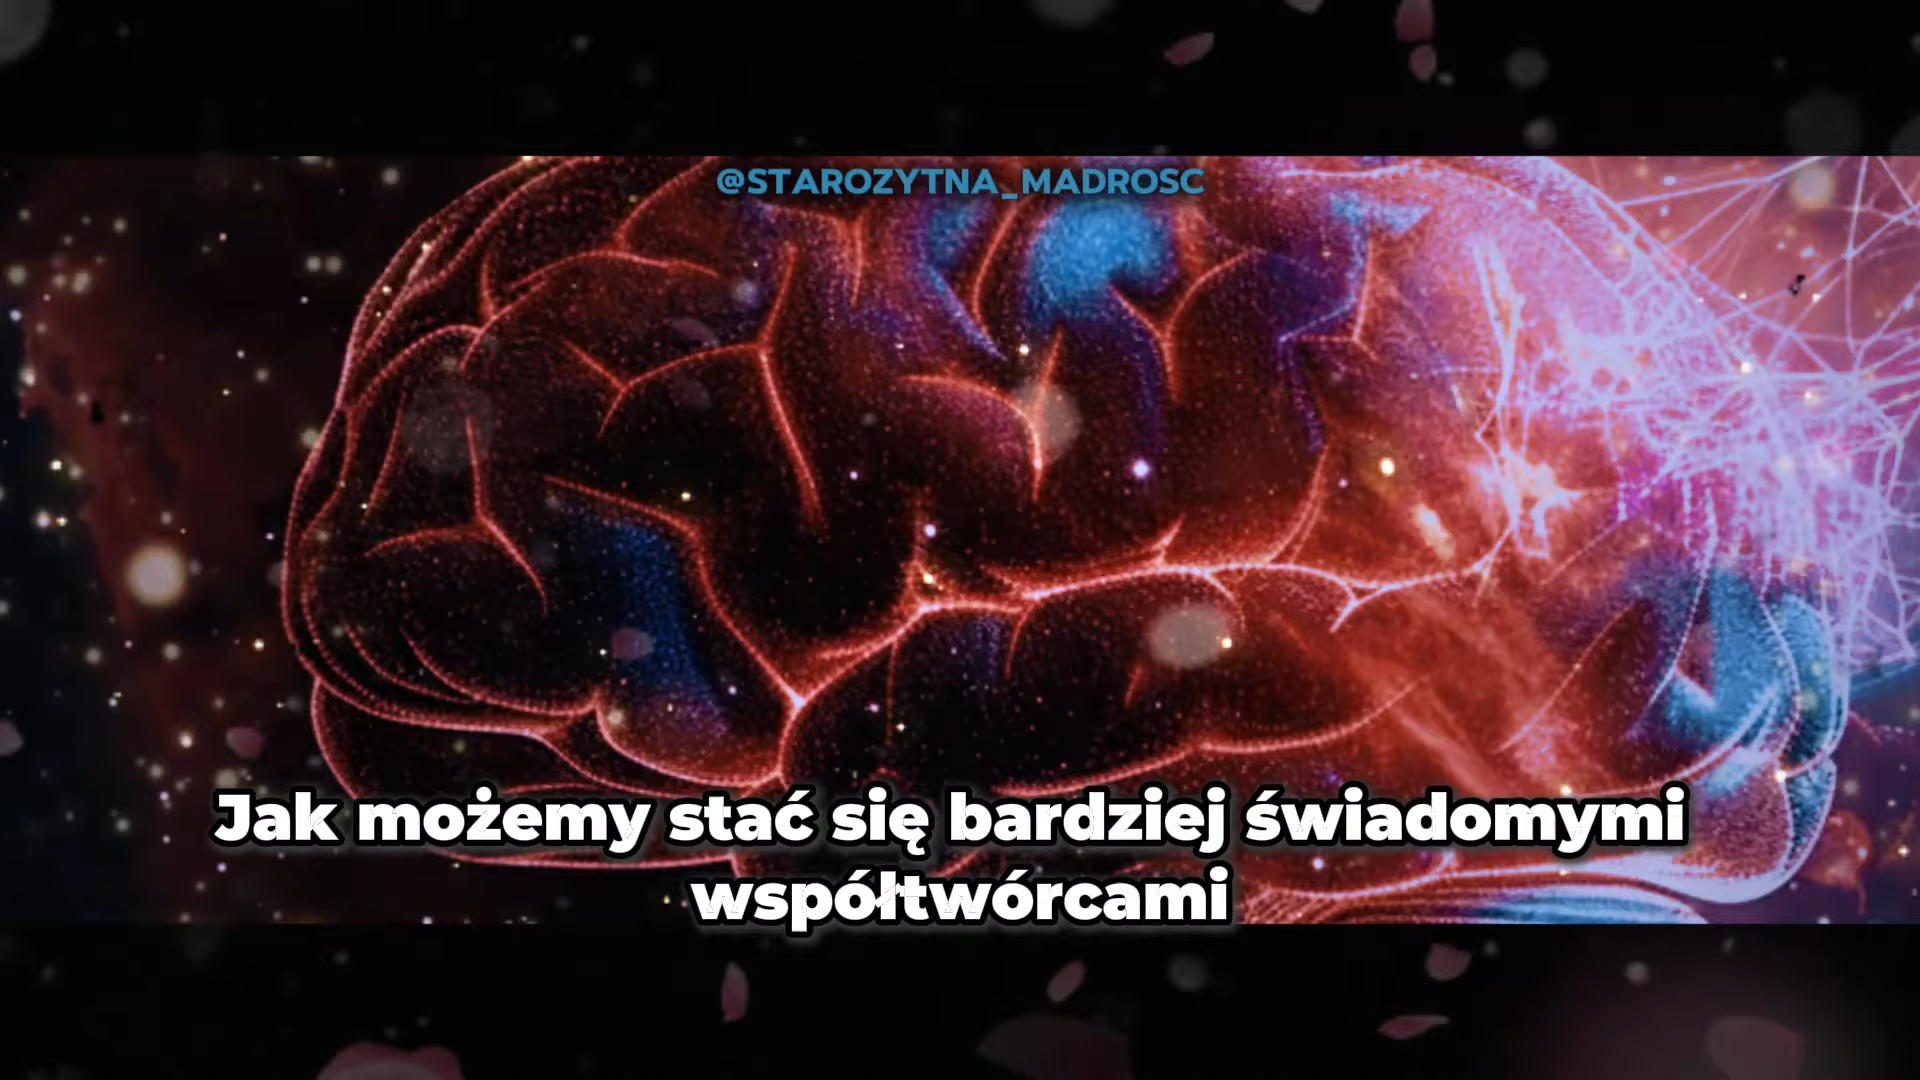 @STAROZYTNA_MADROSC
Jak możemy stać się bardziej świadomymi
współtwórcami